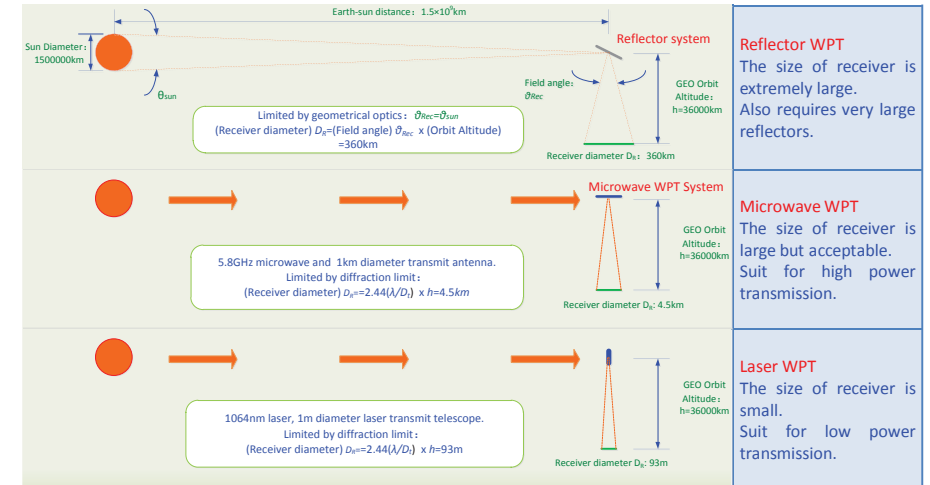 Earth-sun distance：1.5×10⁹km
Sun Diameter：
1500000km
θsun
Reflector system
Field angle：
ϑRec
GEO Orbit
Altitude：
h=36000km
Limited by geometrical optics：ϑRec=ϑsun
(Receiver diameter) DR=(Field angle) ϑRec x (Orbit Altitude)
=360km
Receiver diameter DR：360km
Reflector WPT
The size of receiver is
extremely large.
Also requires very large
reflectors.
Microwave WPT System
GEO Orbit
Altitude：
h=36000km
5.8GHz microwave and 1km diameter transmit antenna.
Limited by diffraction limit：
(Receiver diameter) DR==2.44(λ/Dt) x h=4.5km
Receiver diameter DR: 4.5km
Microwave WPT
The size of receiver is
large but acceptable.
Suit for high power
transmission.
GEO Orbit
Altitude：
h=36000km
1064nm laser, 1m diameter laser transmit telescope.
Limited by diffraction limit：
(Receiver diameter) DR==2.44(λ/Dt) x h=93m
Receiver diameter DR: 93m
Laser WPT
The size of receiver is
small.
Suit for low power
transmission.